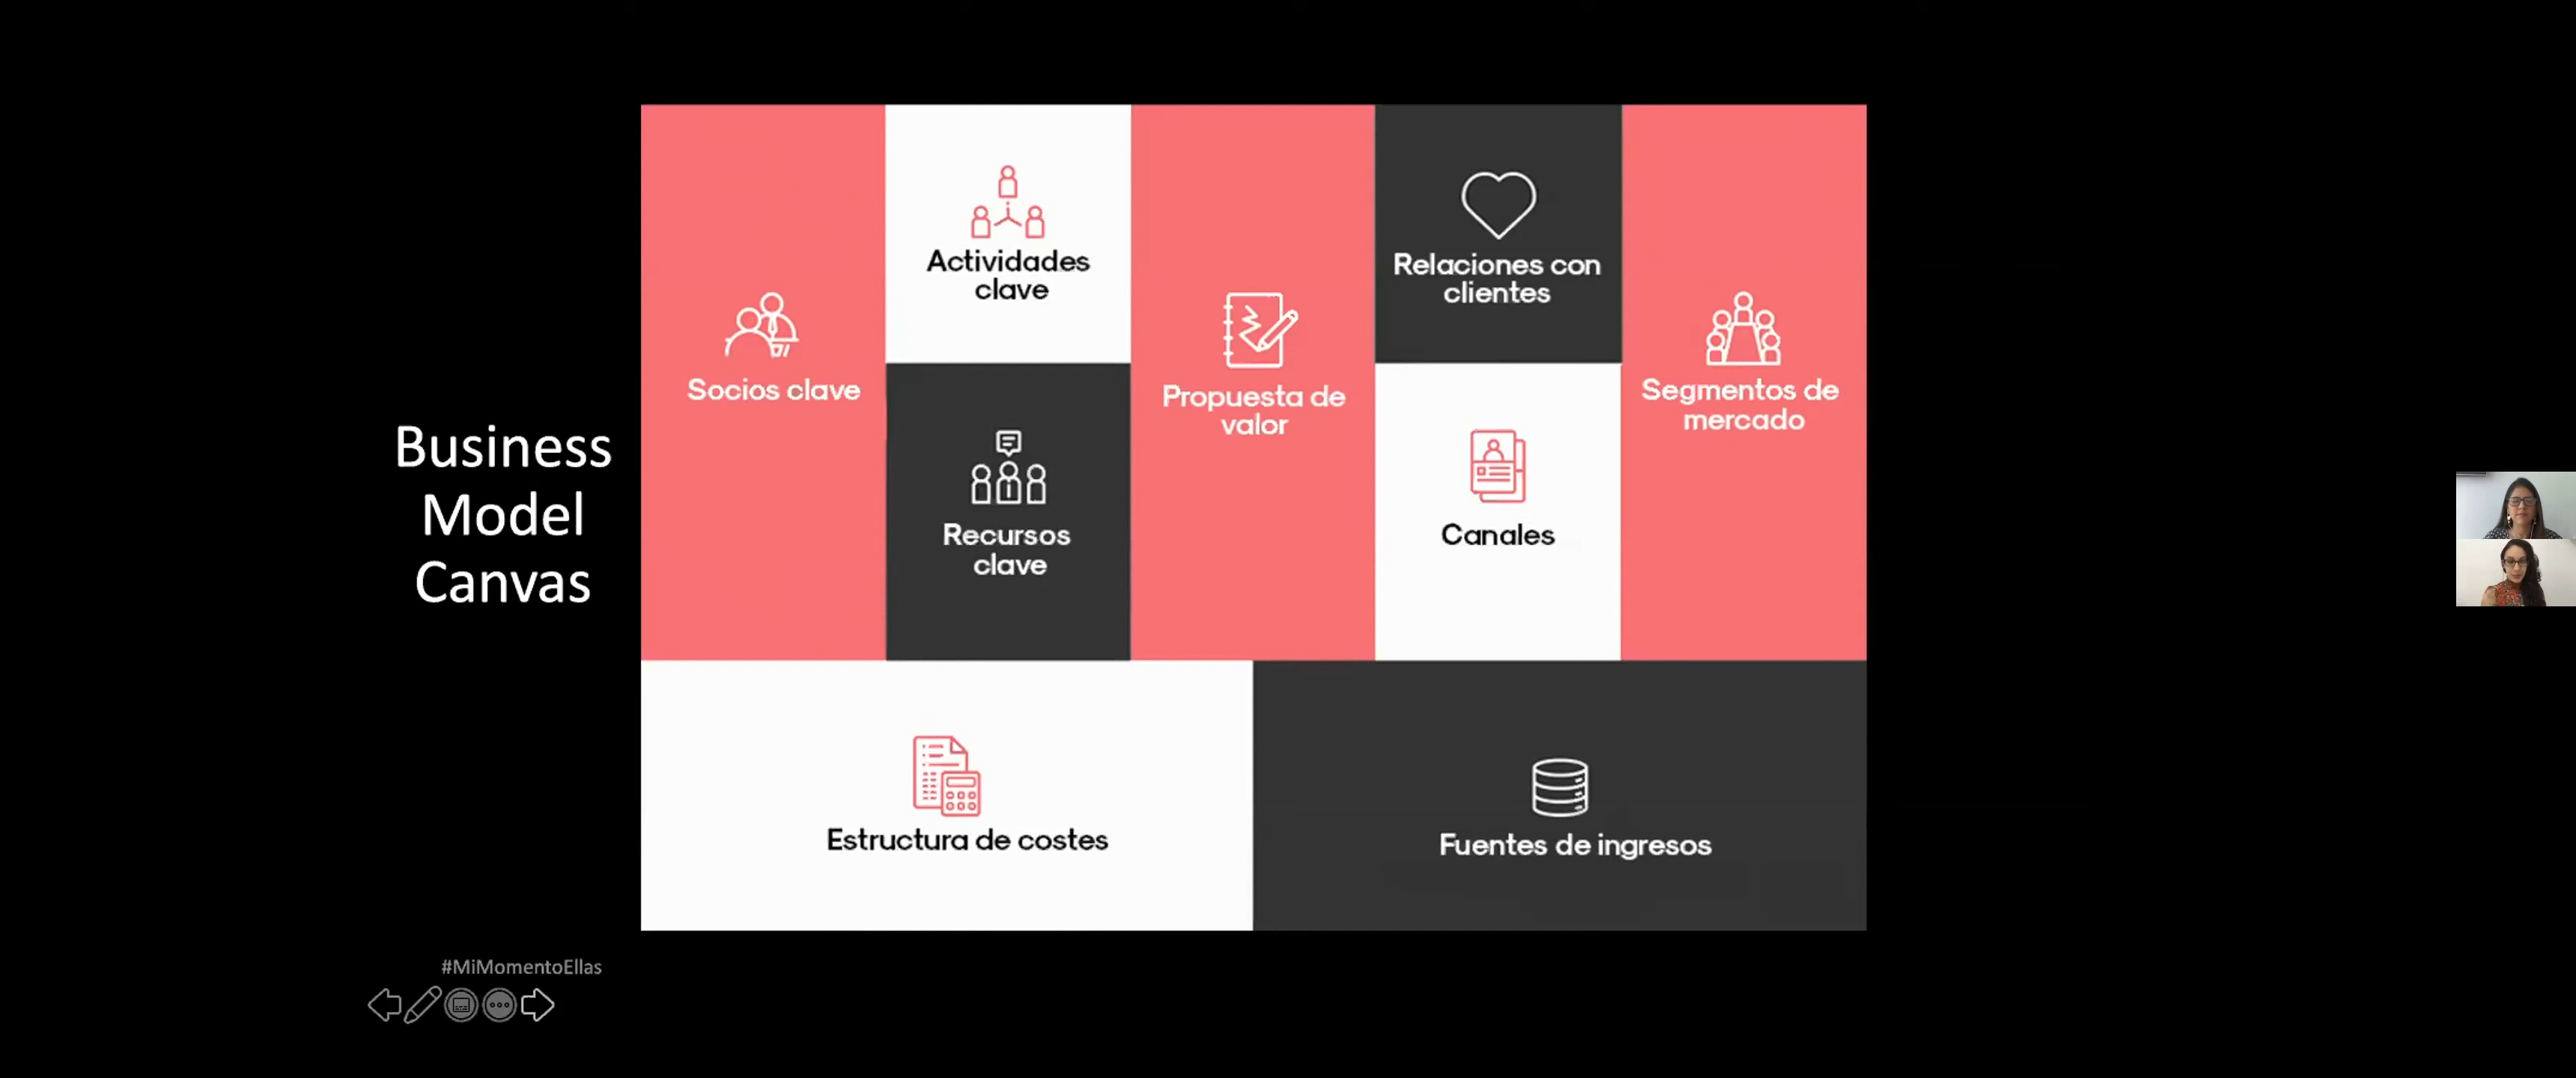 Business
Model
Canvas
Socios clave
Actividades
clave
Recursos
clave
Propuesta de
valor
Relaciones con
clientes
Canales
Segmentos de
mercado
Estructura de costes
Fuentes de ingresos
#MiMomentoEllas